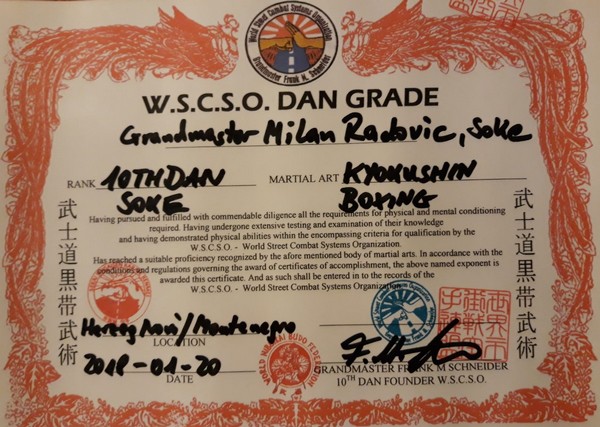 World Street Combat Systems Organization
Grandmaster Frank M. Schneider
W.S.C.S.O. DAN GRADE
Grandmaster Milan Radovic, Soke
RANK 10TH DAN MARTIAL ART KYOKUSHIN
SOKE BOXING
Having pursued and fulfilled with commendable diligence all the requirements for physical and mental conditioning
required. Having undergone extensive testing and examination of their knowledge
and having demonstrated physical abilities within the encompassing criteria for qualification by the
W.S.C.S.O. - World Street Combat Systems Organization.
Has reached a suitable proficiency recognized by the afore mentioned body of martial arts. In accordance with the
conditions and regulations governing the award of certificates of accomplishment, the above named exponent is
awarded this certificate. And as such shall be entered in to records of the
W.S.C.S.O. - World Street Combat Systems Organization
武士道黒帯武術
武士道黒帯武術
Herceg Novi/Montenegro
LOCATION
2018-01-20
DATE
GRANDMASTER FRANK M SCHNEIDER
10TH DAN FOUNDER W.S.C.S.O.